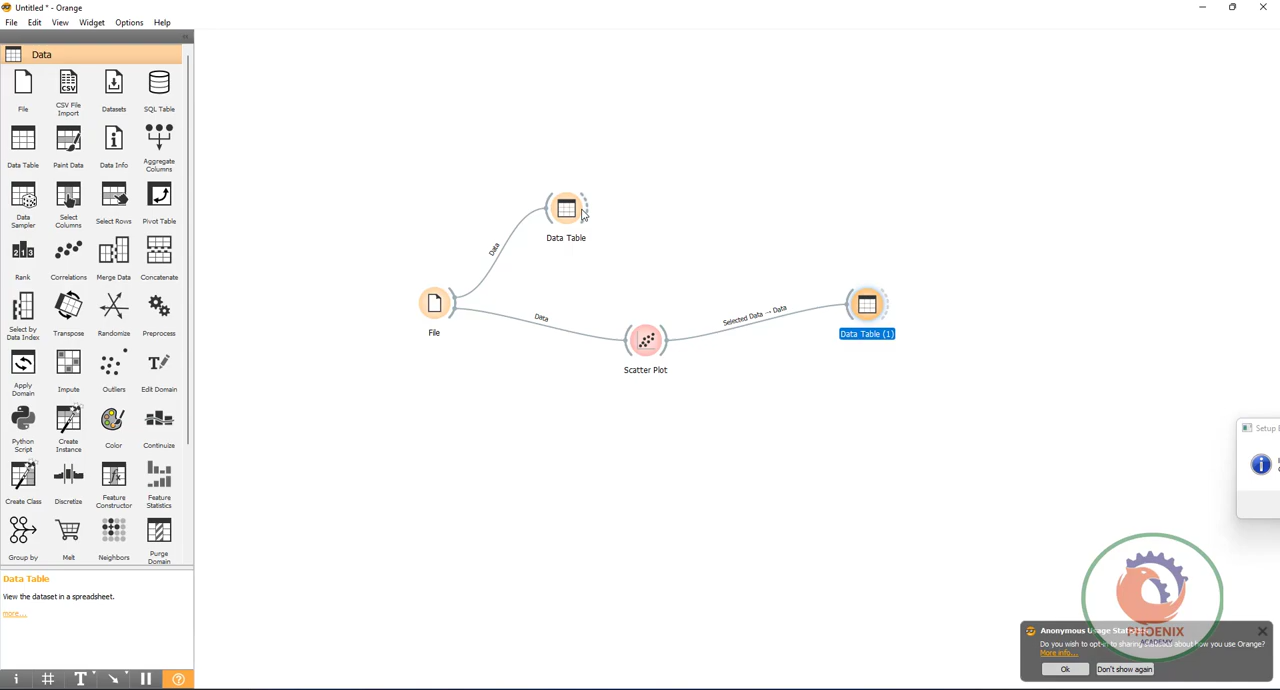 Untitled * - Orange
File Edit View Widget Options Help
Data
File CSV File Import Datasets SQL Table
Data Table Paint Data Data Info Aggregate Columns
Data Sampler Select Columns Select Rows Pivot Table
Rank Correlations Merge Data Concatenate
Select by Data Index Transpose Randomize Preprocess
Apply Domain Impute Outliers Edit Domain
Python Script Create Instance Color Continuize
Create Class Discretize Feature Constructor Feature Statistics
Group by Melt Neighbors Purge Domain
Data Table
View the dataset in a spreadsheet.
more...
Data Table
Data
File
Data
Scatter Plot
Selected Data → Data
Data Table (1)
Setup
PHOENIX
ACADEMY
Anonymous Usage
Do you wish to opt-in to sharing statistics about how you use Orange?
More info...
Ok Don't show again